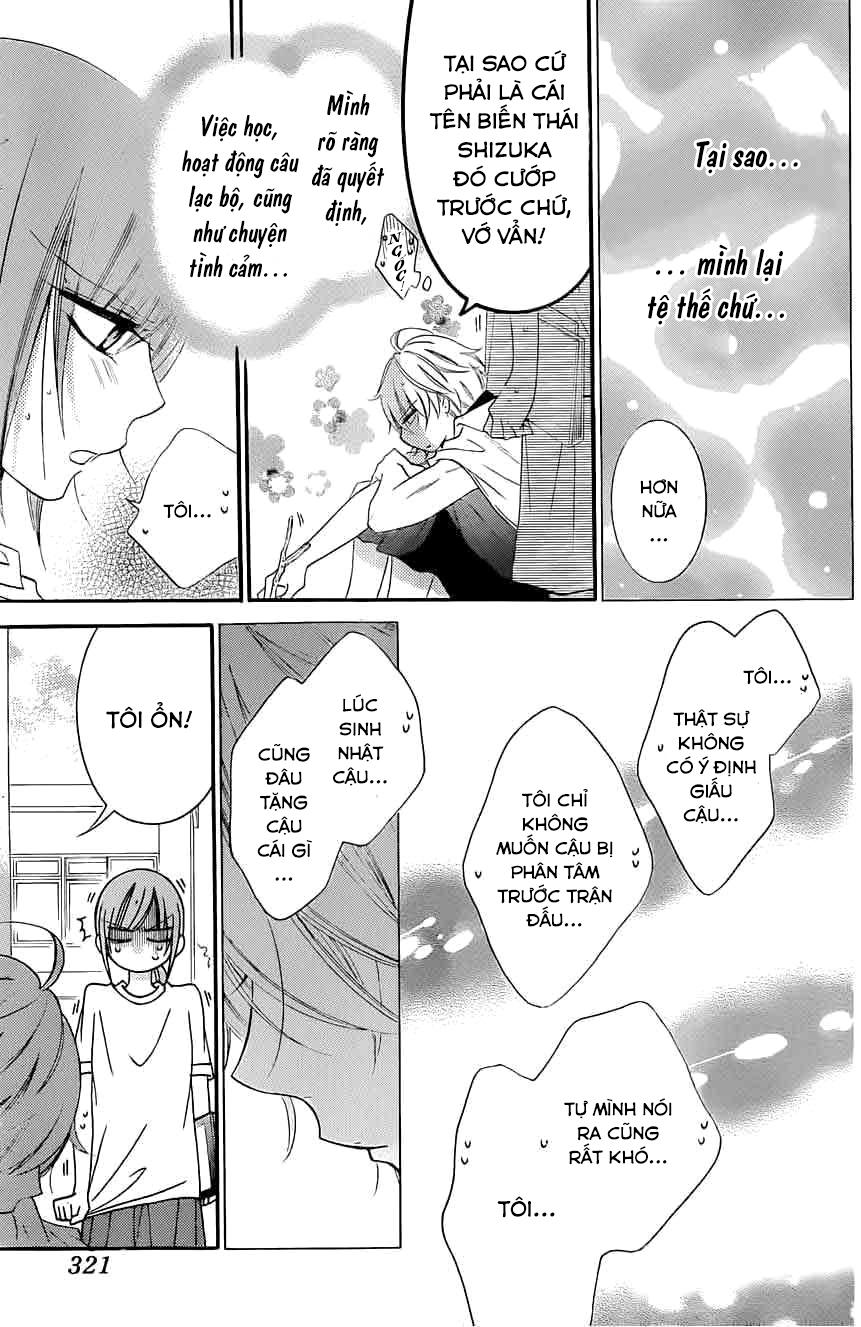 Tại sao...
... mình lại
tệ thế chứ...
HƠN
NỮA
...
TẠI SAO CỨ
PHẢI LÀ CÁI
TÊN BIẾN THÁI
SHIZUKA
ĐÓ CƯỚP
TRƯỚC CHỨ,
VỚ VẨN!
NGỐC!
Mình
rõ ràng
đã quyết
định,
Việc học,
hoạt động câu
lạc bộ, cũng
như chuyện
tình cảm...
TÔI...
TÔI...
THẬT SỰ
KHÔNG
CÓ Ý ĐỊNH
GIẤU
CẬU...
TÔI CHỈ
KHÔNG
MUỐN CẬU BỊ
PHÂN TÂM
TRƯỚC TRẬN
ĐẤU...
TỰ MÌNH NÓI
RA CŨNG
RẤT KHÓ...
TÔI...
LÚC
SINH
NHẬT
CẬU...
CŨNG
ĐÂU
TẶNG
CẬU
CÁI GÌ
...
TÔI ỔN!
321